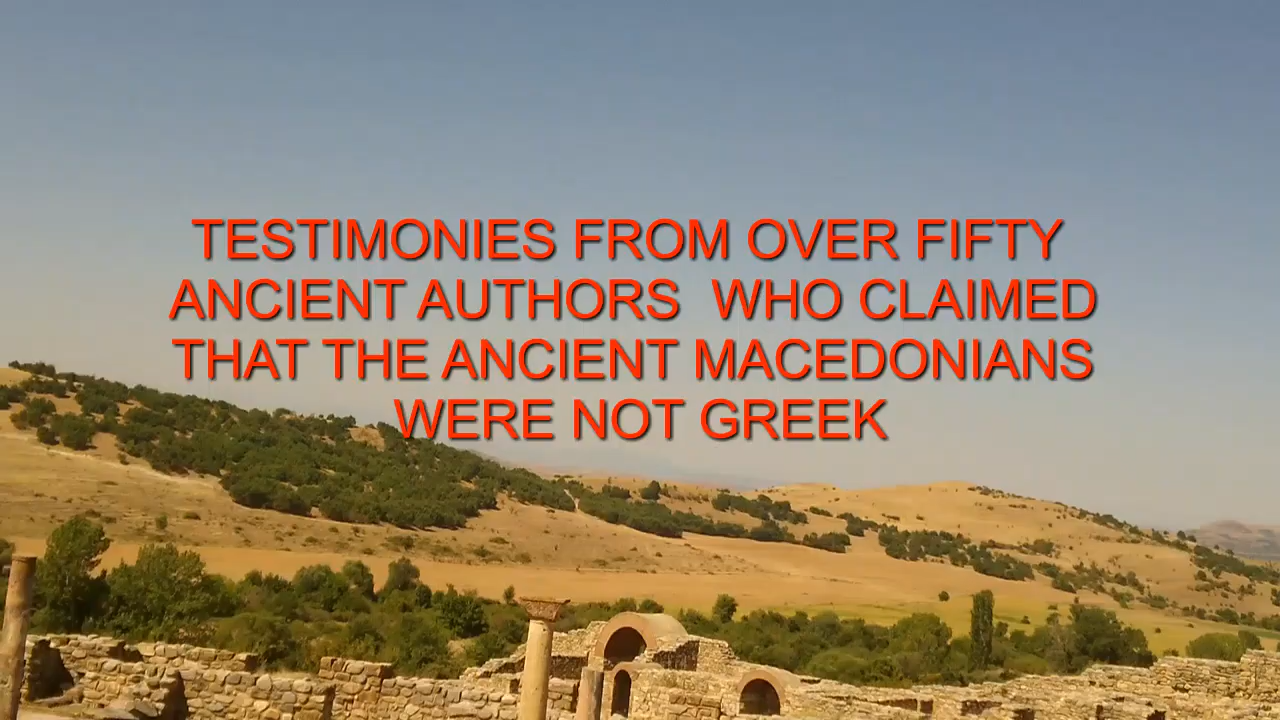 TESTIMONIES FROM OVER FIFTY
ANCIENT AUTHORS  WHO CLAIMED
THAT THE ANCIENT MACEDONIANS
WERE NOT GREEK